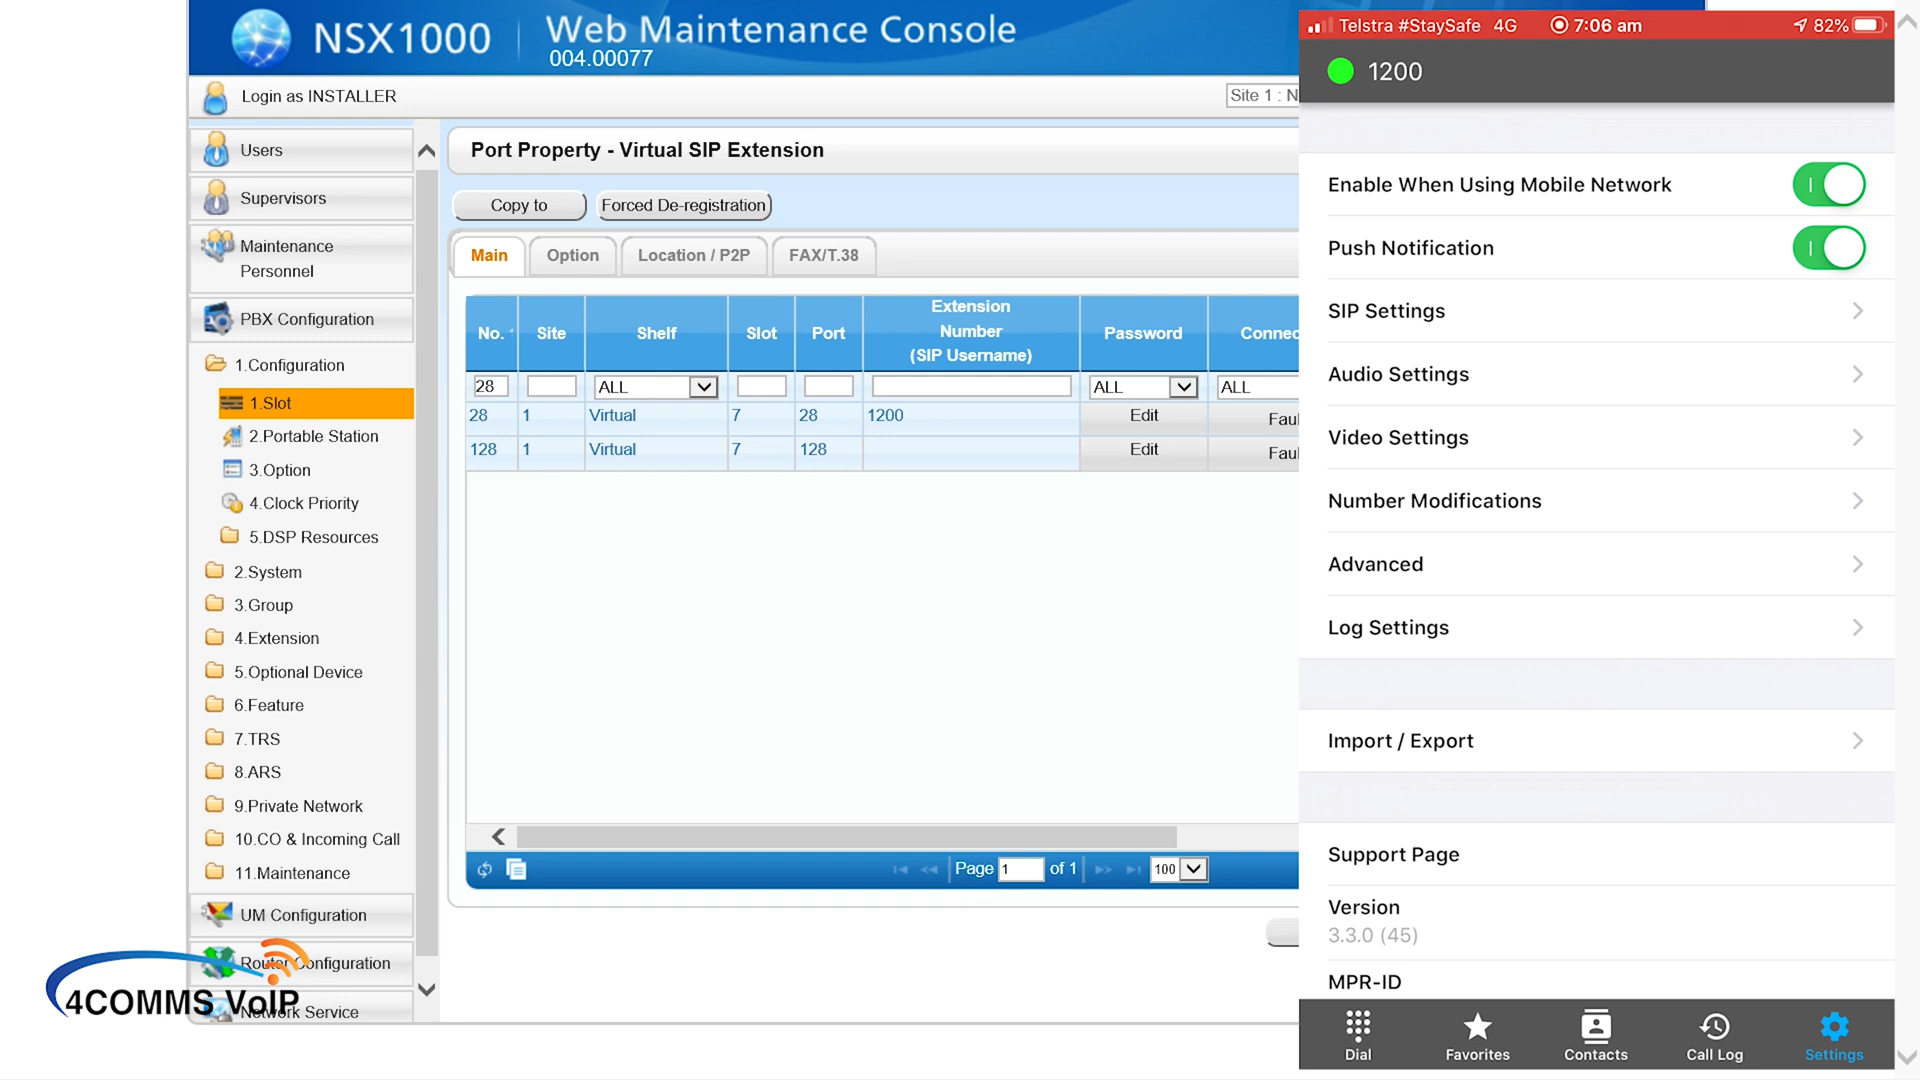 NSX1000
Web Maintenance Console
004.00077
Login as INSTALLER
Site 1 : N
Users
Supervisors
Maintenance
Personnel
PBX Configuration
1.Configuration
1.Slot
2.Portable Station
3.Option
4.Clock Priority
5.DSP Resources
2.System
3.Group
4.Extension
5.Optional Device
6.Feature
7.TRS
8.ARS
9.Private Network
10.CO & Incoming Call
11.Maintenance
UM Configuration
Router Configuration
Network Service
4COMMS VoIP
Port Property - Virtual SIP Extension
Copy to
Forced De-registration
Main
Option
Location / P2P
FAX/T.38
No.
Site
Shelf
Slot
Port
Extension
Number
(SIP Username)
Password
Connec
28
ALL
ALL
ALL
28 1 Virtual 7 28 1200 Edit Faul
128 1 Virtual 7 128 Edit Faul
Page 1 of 1
100
Telstra #StaySafe 4G
7:06 am
82%
1200
Enable When Using Mobile Network
Push Notification
SIP Settings
Audio Settings
Video Settings
Number Modifications
Advanced
Log Settings
Import / Export
Support Page
Version
3.3.0 (45)
MPR-ID
Dial
Favorites
Contacts
Call Log
Settings